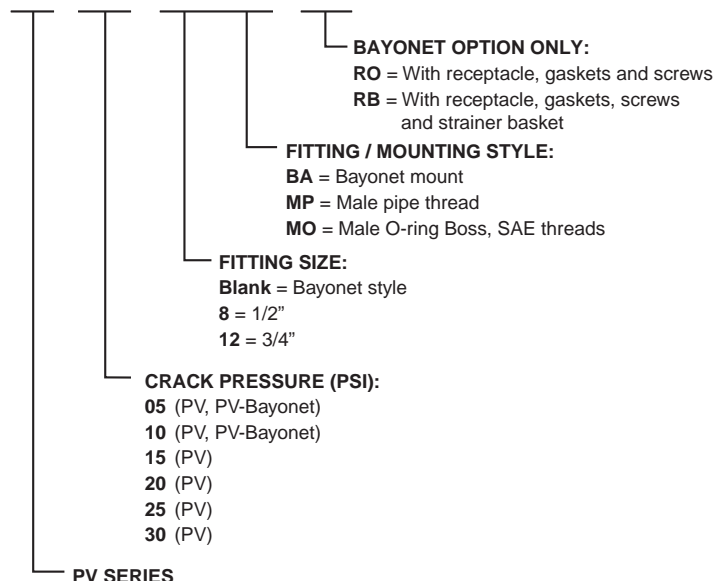 BAYONET OPTION ONLY:
RO = With receptacle, gaskets and screws
RB = With receptacle, gaskets, screws
and strainer basket
FITTING / MOUNTING STYLE:
BA = Bayonet mount
MP = Male pipe thread
MO = Male O-ring Boss, SAE threads
FITTING SIZE:
Blank = Bayonet style
8 = 1/2”
12 = 3/4”
CRACK PRESSURE (PSI):
05 (PV, PV-Bayonet)
10 (PV, PV-Bayonet)
15 (PV)
20 (PV)
25 (PV)
30 (PV)
PV SERIES